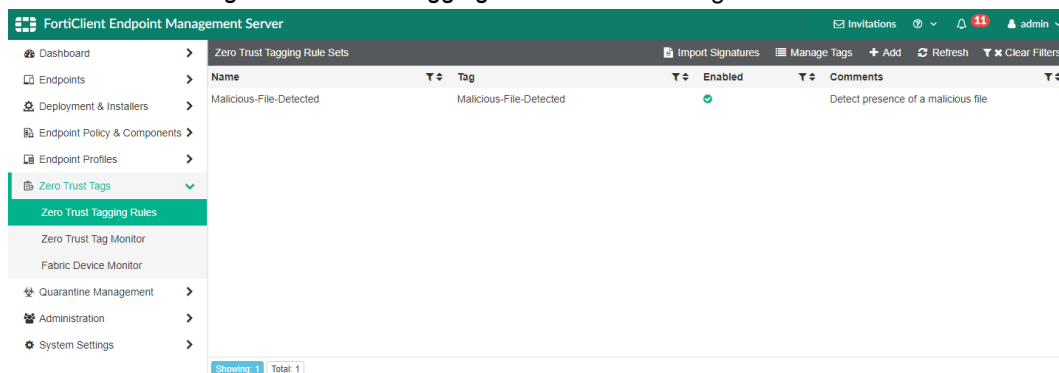 Tagging
FortiClient Endpoint Management Server
Invitations
11
admin
Dashboard
Endpoints
Deployment & Installers
Endpoint Policy & Components
Endpoint Profiles
Zero Trust Tags
Zero Trust Tagging Rules
Zero Trust Tag Monitor
Fabric Device Monitor
Quarantine Management
Administration
System Settings
Zero Trust Tagging Rule Sets
Import Signatures Manage Tags + Add Refresh Clear Filters
Name Tag Enabled Comments
Malicious-File-Detected Malicious-File-Detected Detect presence of a malicious file
Showing: 1 Total: 1